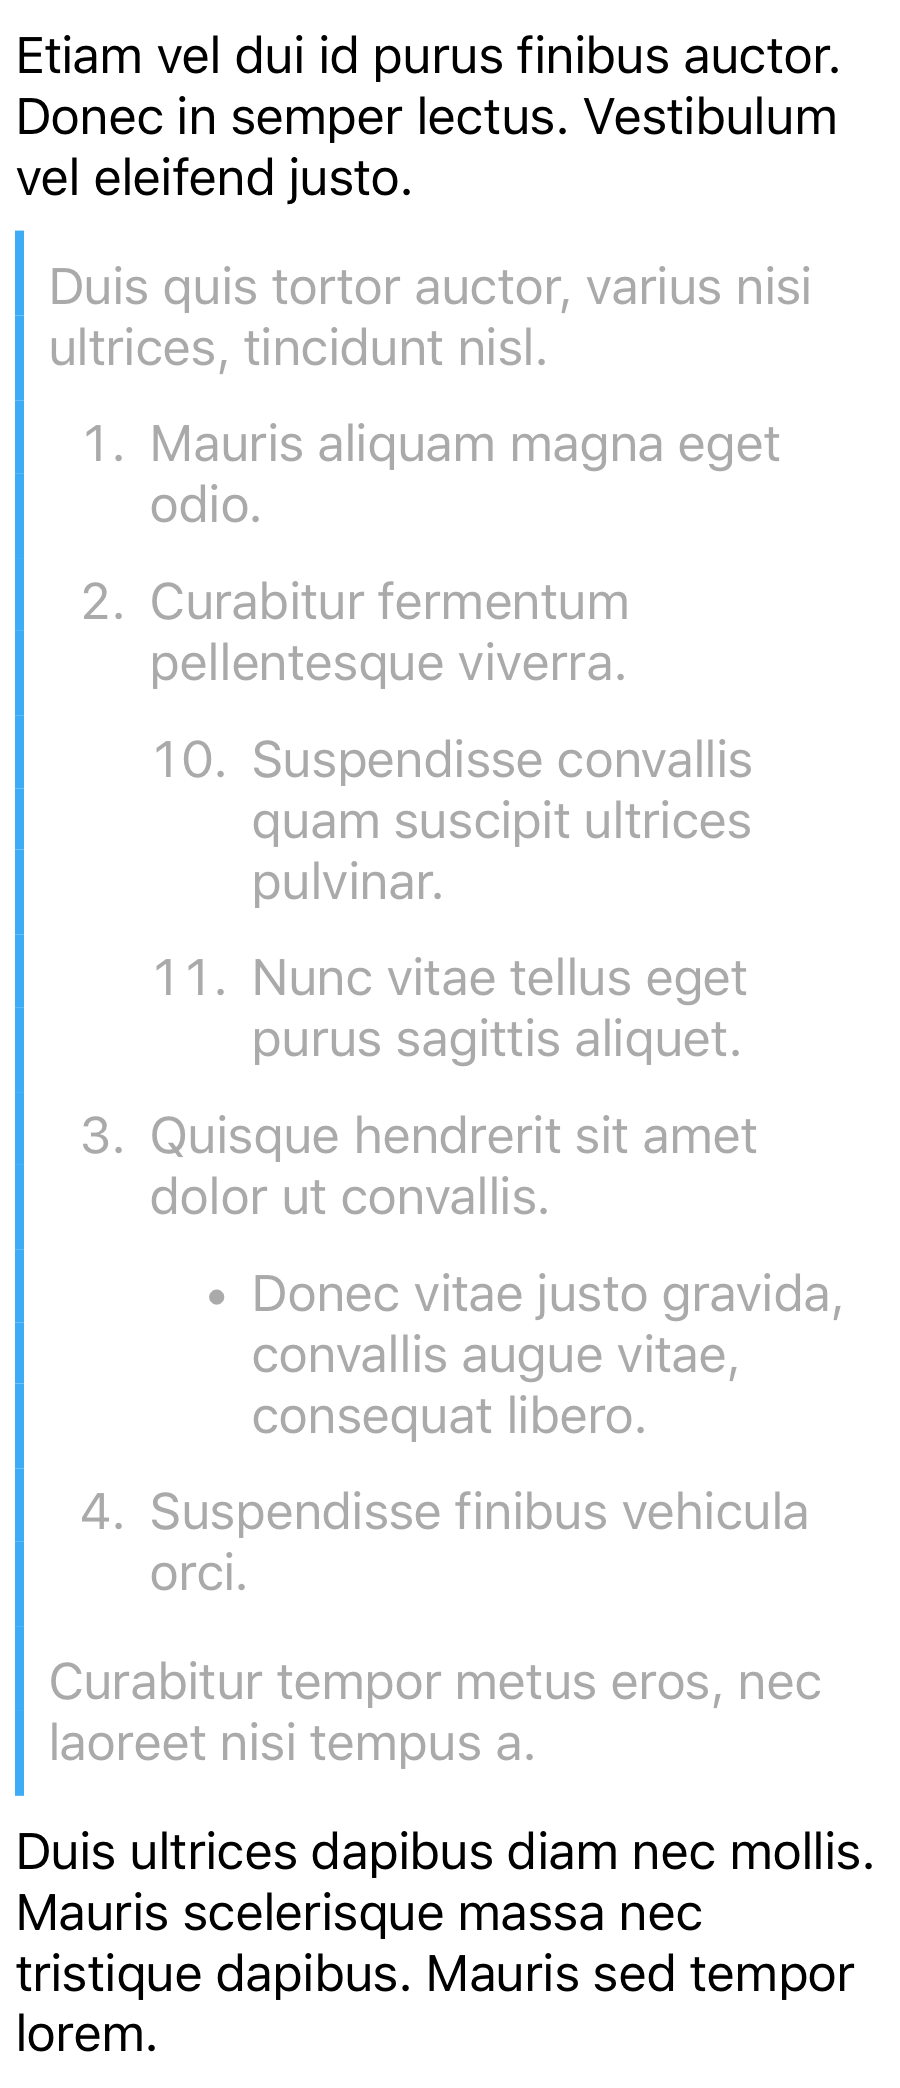 Etiam vel dui id purus finibus auctor.
Donec in semper lectus. Vestibulum
vel eleifend justo.
Duis quis tortor auctor, varius nisi
ultrices, tincidunt nisl.
1. Mauris aliquam magna eget
odio.
2. Curabitur fermentum
pellentesque viverra.
10. Suspendisse convallis
quam suscipit ultrices
pulvinar.
11. Nunc vitae tellus eget
purus sagittis aliquet.
3. Quisque hendrerit sit amet
dolor ut convallis.
• Donec vitae justo gravida,
convallis augue vitae,
consequat libero.
4. Suspendisse finibus vehicula
orci.
Curabitur tempor metus eros, nec
laoreet nisi tempus a.
Duis ultrices dapibus diam nec mollis.
Mauris scelerisque massa nec
tristique dapibus. Mauris sed tempor
lorem.